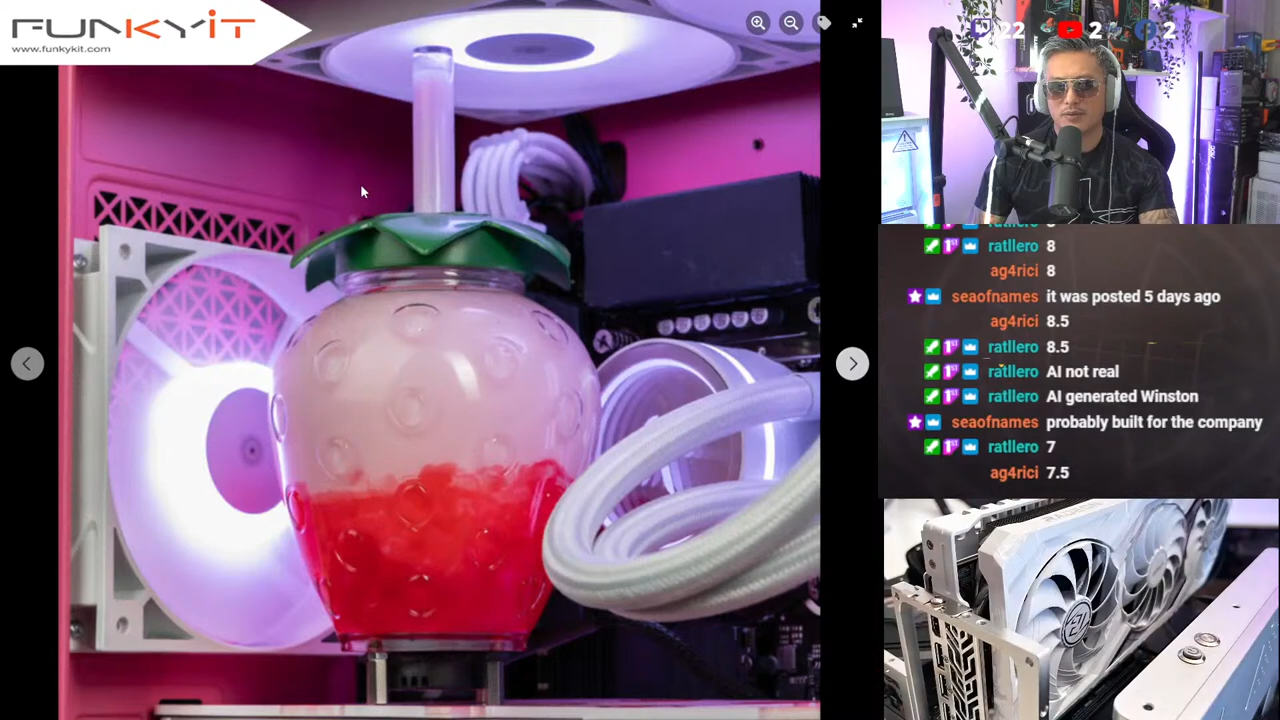 FUNKYIT
www.funkykit.com
22
2
2
ratllero 8
ag4rici 8
seaofnames it was posted 5 days ago
ag4rici 8.5
ratllero 8.5
ratllero AI not real
ratllero AI generated Winston
seaofnames probably built for the company
ratllero 7
ag4rici 7.5